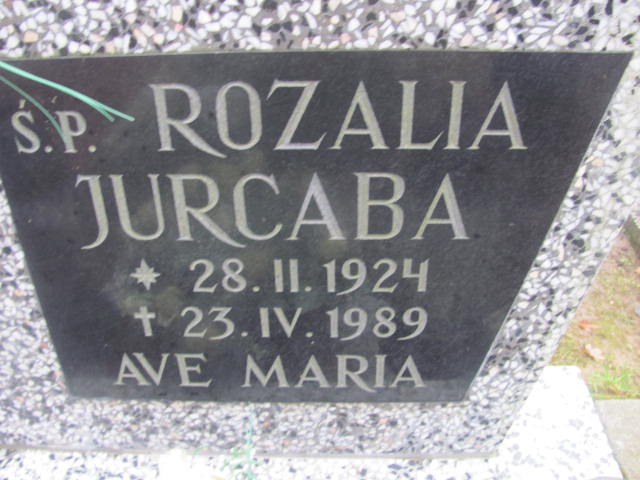 Ś.P. ROZALIA
JURCABA
* 28.II.1924
† 23.IV.1989
AVE MARIA